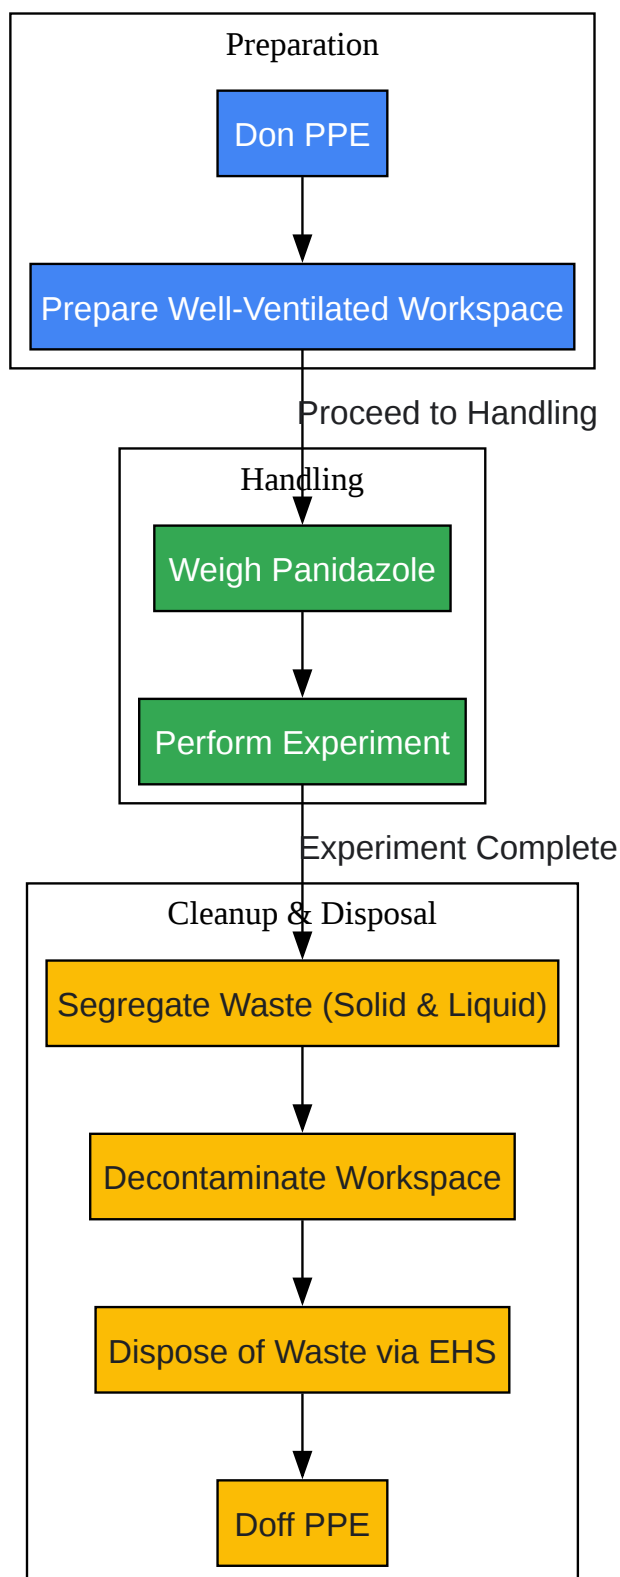 Preparation
Don PPE
Prepare Well-Ventilated Workspace
Proceed to Handling
Handling
Weigh Panidazole
Perform Experiment
Experiment Complete
Cleanup & Disposal
Segregate Waste (Solid & Liquid)
Decontaminate Workspace
Dispose of Waste via EHS
Doff PPE